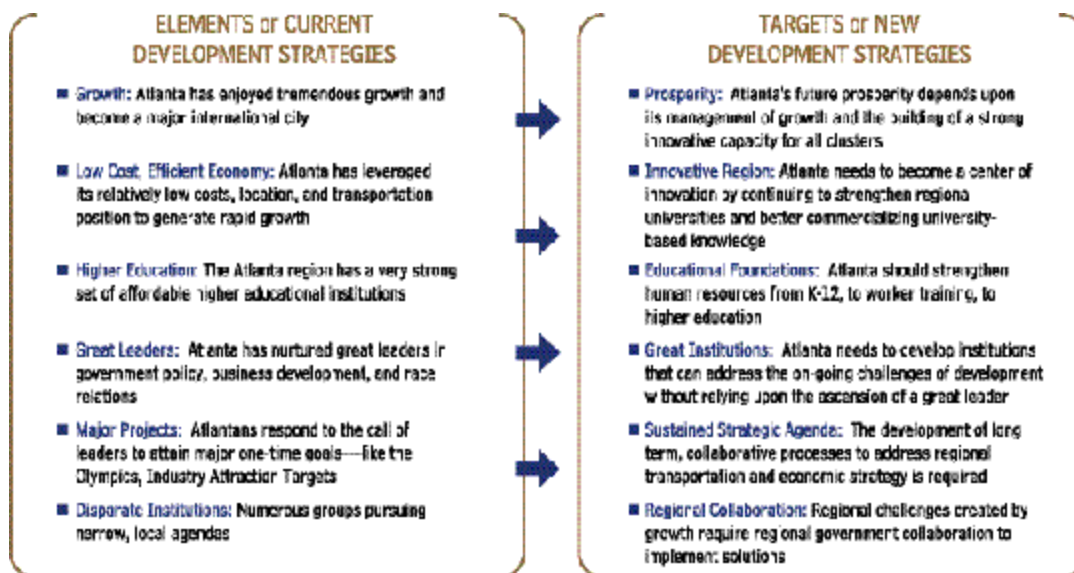 ELEMENTS OF CURRENT
DEVELOPMENT STRATEGIES
■ Growth: Atlanta has enjoyed tremendous growth and
become a major international city
■ Low Cost, Efficient Economy: Atlanta has leveraged
its relatively low costs, location, and transportation
position to generate rapid growth
■ Higher Education: The Atlanta region has a very strong
set of affordable higher educational institutions
■ Great Leaders: Atlanta has nurtured great leaders in
government policy, business development, and race
relations
■ Major Projects: Atlantans respond to the call of
leaders to attain major one-time goals—like the
Olympics, Industry Attraction Targets
■ Disparate Institutions: Numerous groups pursuing
narrow, local agendas
TARGETS OF NEW
DEVELOPMENT STRATEGIES
■ Prosperity: Atlanta's future prosperity depends upon
its management of growth and the building of a strong
innovative capacity for all clusters
■ Innovative Region: Atlanta needs to become a center of
innovation by continuing to strengthen regional
universities and better commercializing university-
based knowledge
■ Educational Foundations: Atlanta should strengthen
human resources from K-12, to worker training, to
higher education
■ Great Institutions: Atlanta needs to develop institutions
that can address the on-going challenges of development
without relying upon the ascension of a great leader
■ Sustained Strategic Agenda: The development of long
term, collaborative processes to address regional
transportation and economic strategy is required
■ Regional Collaboration: Regional challenges created by
growth require regional government collaboration to
implement solutions